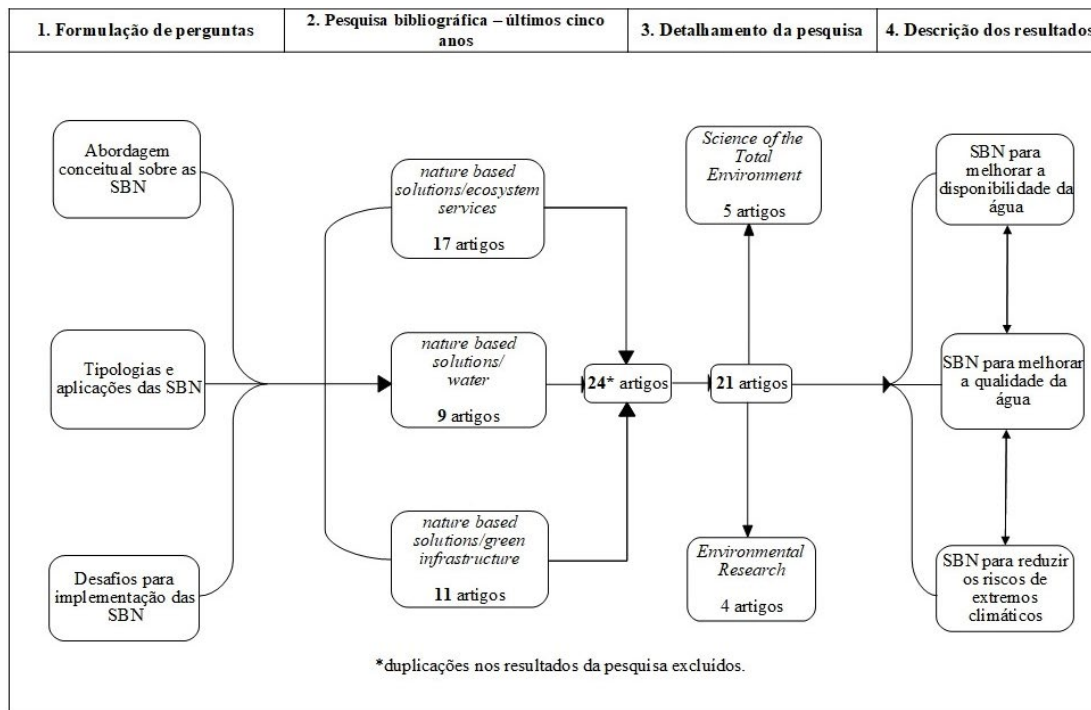 1. Formulação de perguntas
2. Pesquisa bibliográfica – últimos cinco
anos
3. Detalhamento da pesquisa
4. Descrição dos resultados
Abordagem
conceitual sobre as
SBN
Tipologias e
aplicações das SBN
Desafios para
implementação das
SBN
nature based
solutions/ecosystem
services
17 artigos
nature based
solutions/
water
9 artigos
nature based
solutions/green
infrastructure
11 artigos
24* artigos
Science of the
Total
Environment
5 artigos
21 artigos
Environmental
Research
4 artigos
SBN para
melhorar a
disponibilidade da
água
SBN para melhorar
a qualidade da
água
SBN para reduzir
os riscos de
extremos
climáticos
*duplicações nos resultados da pesquisa excluidos.